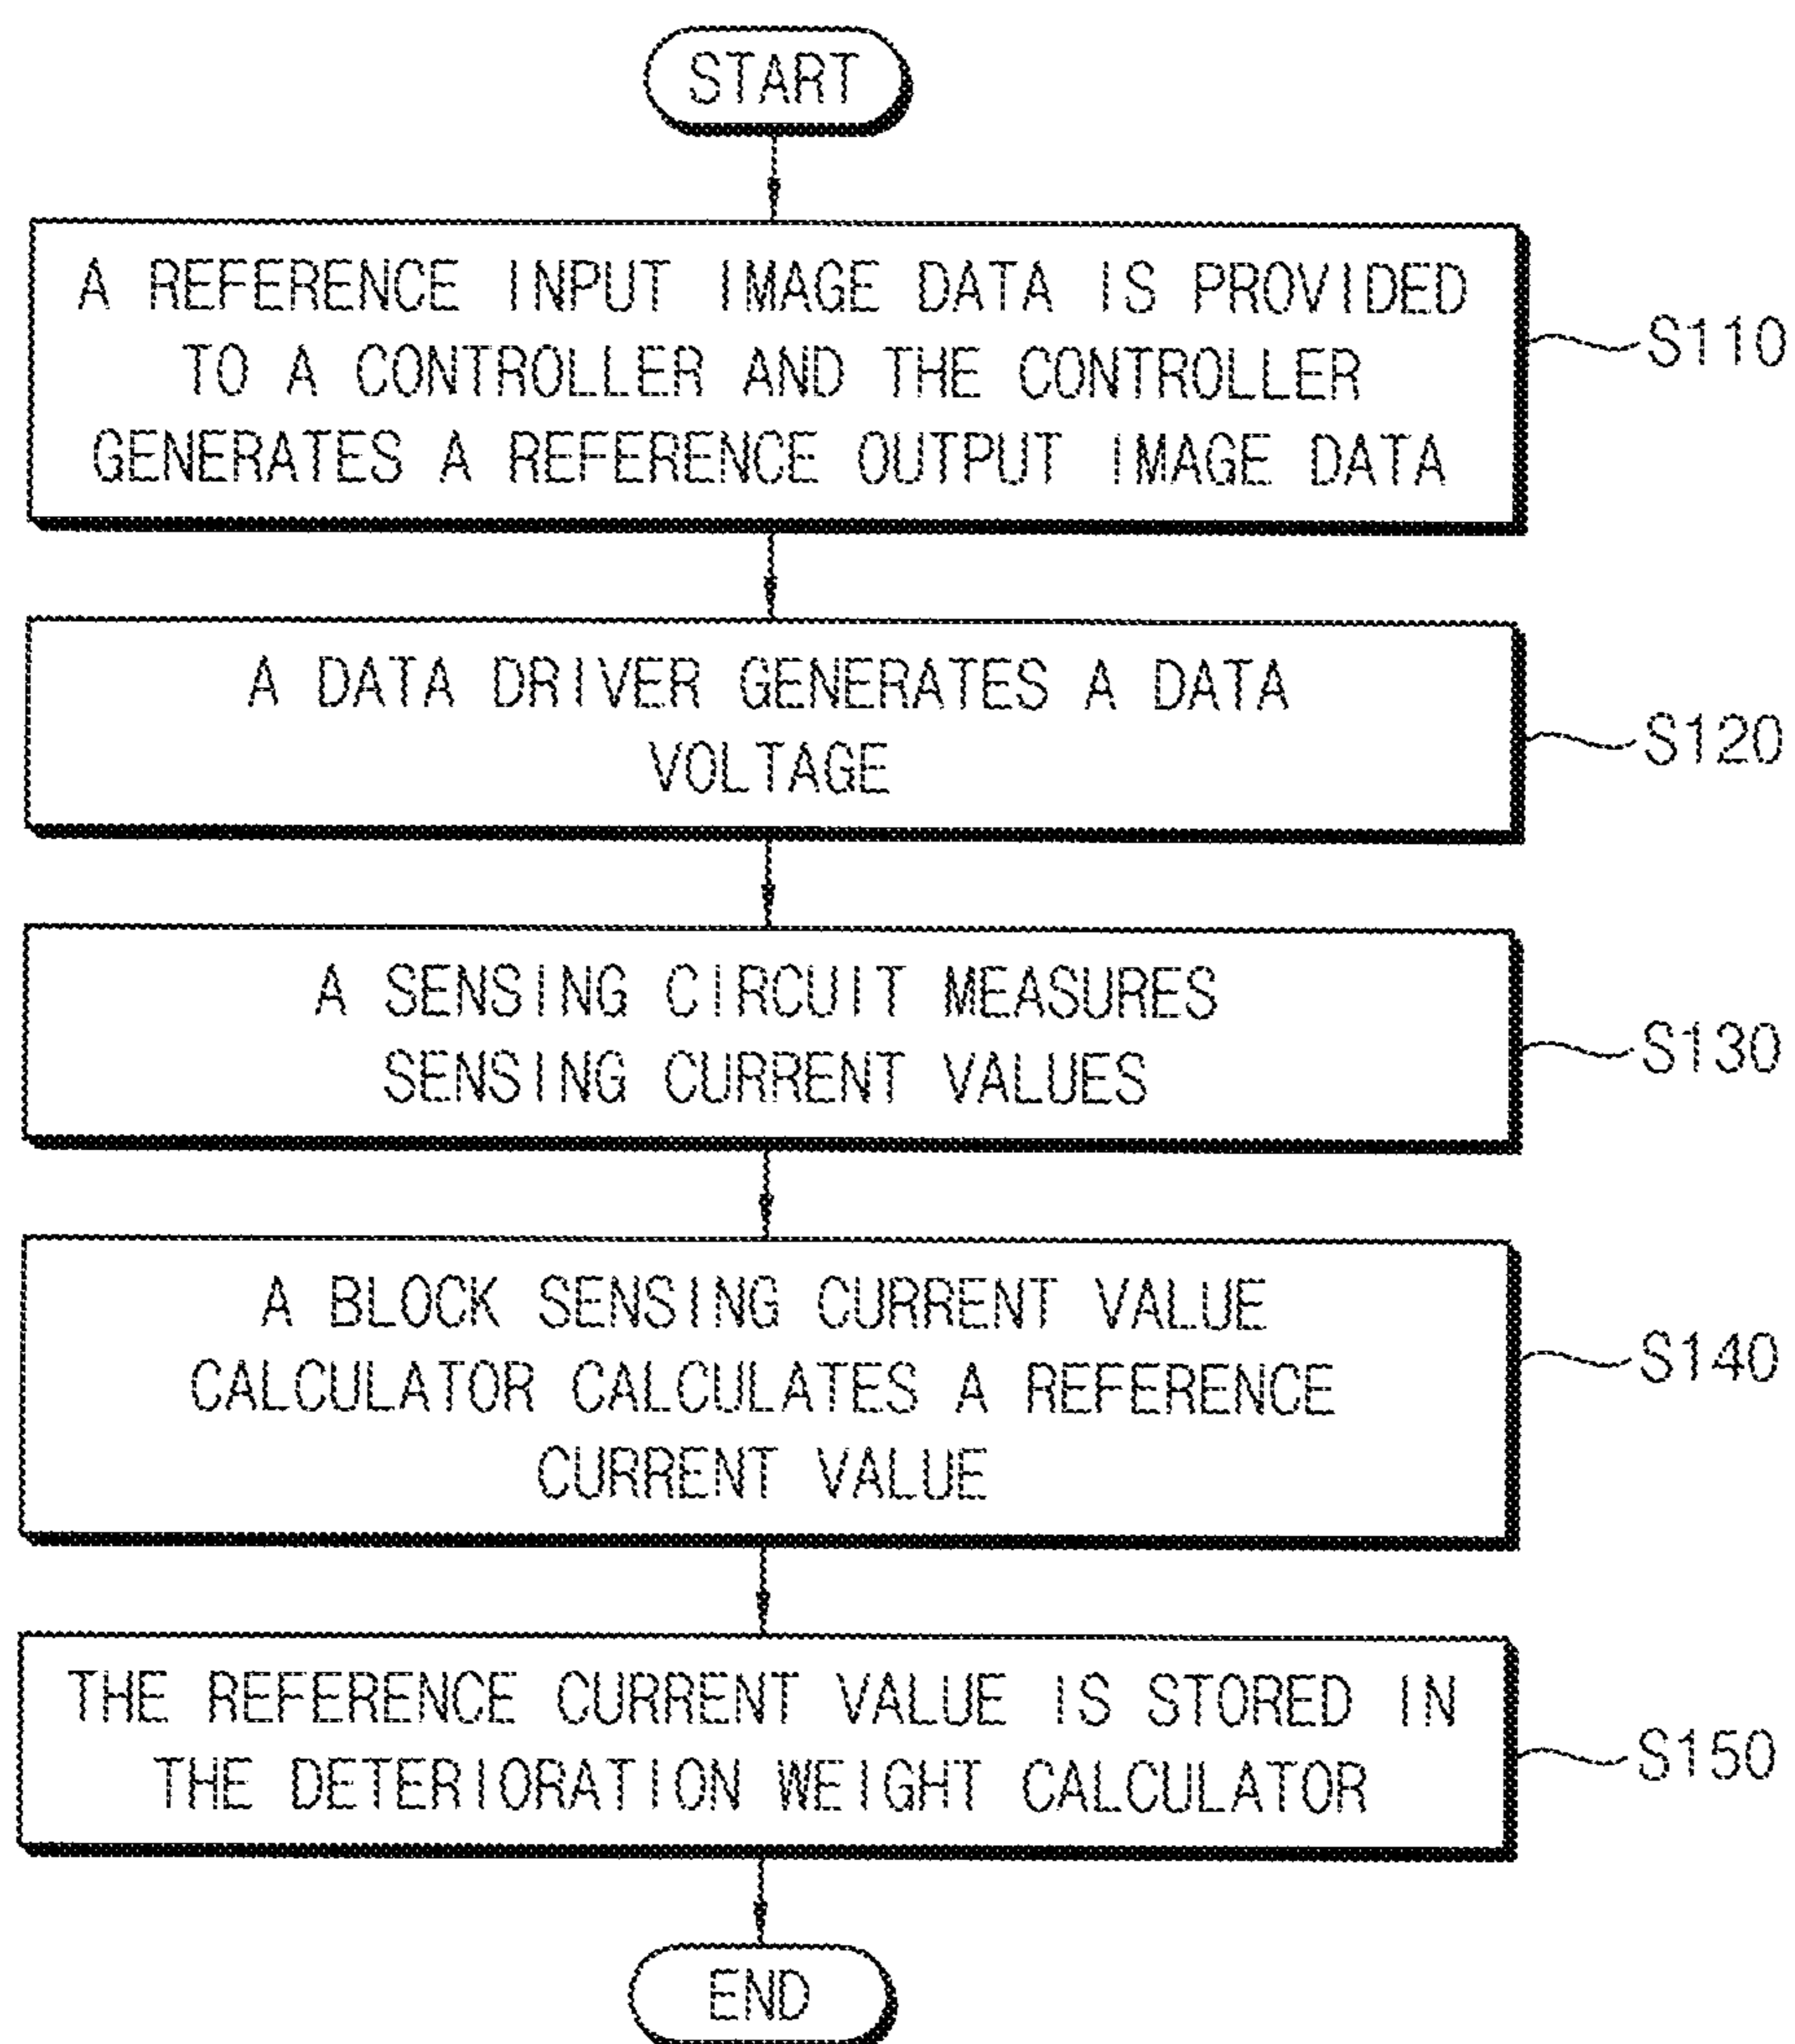 START
A REFERENCE INPUT IMAGE DATA IS PROVIDED
TO A CONTROLLER AND THE CONTROLLER
GENERATES A REFERENCE OUTPUT IMAGE DATA
S110
A DATA DRIVER GENERATES A DATA
VOLTAGE
S120
A SENSING CIRCUIT MEASURES
SENSING CURRENT VALUES
S130
A BLOCK SENSING CURRENT VALUE
CALCULATOR CALCULATES A REFERENCE
CURRENT VALUE
S140
THE REFERENCE CURRENT VALUE IS STORED IN
THE DETERIORATION WEIGHT CALCULATOR
S150
END